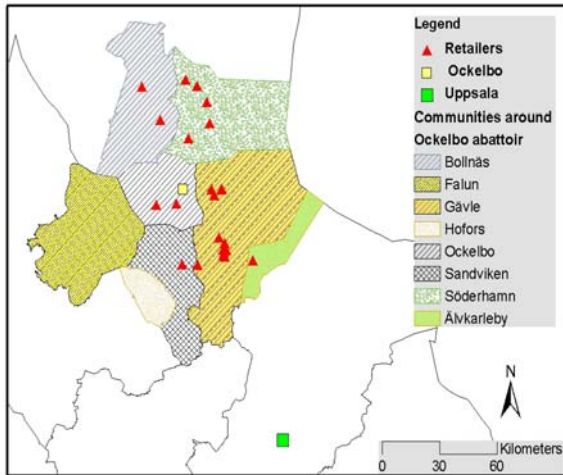 Legend
Retailers
Ockelbo
Uppsala
Communities around
Ockelbo abattoir
Bollnäs
Falun
Gävle
Hofors
Ockelbo
Sandviken
Söderhamn
Älvkarleby
N
Kilometers
0 30 60